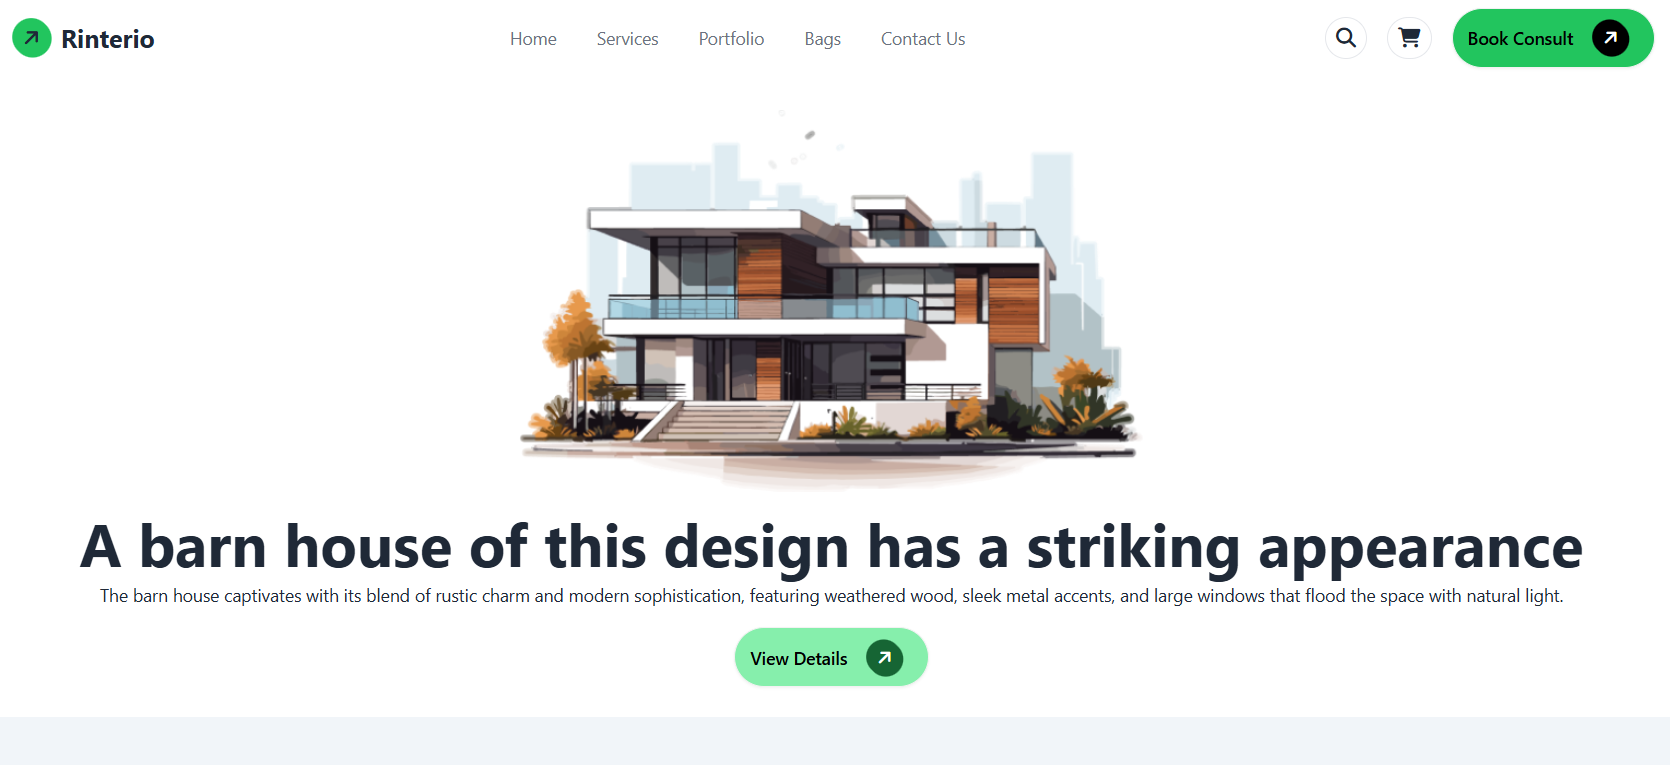 Rinterio
Home Services Portfolio Bags Contact Us
Book Consult
A barn house of this design has a striking appearance
The barn house captivates with its blend of rustic charm and modern sophistication, featuring weathered wood, sleek metal accents, and large windows that flood the space with natural light.
View Details